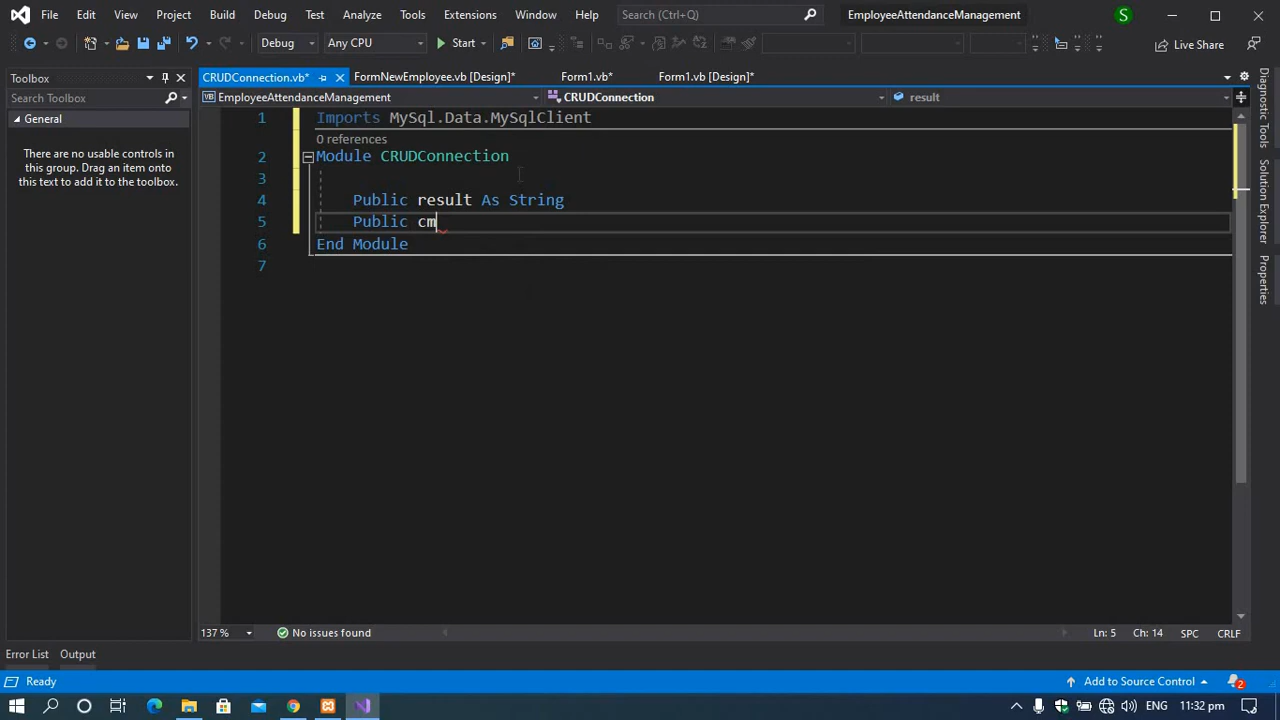 File Edit View Project Build Debug Test Analyze Tools Extensions Window Help Search (Ctrl+Q) EmployeeAttendanceManagement S
Debug Any CPU Start Live Share
Toolbox
Search Toolbox
General
There are no usable controls in
this group. Drag an item onto
this text to add it to the toolbox.
CRUDConnection.vb* FormNewEmployee.vb [Design]* Form1.vb* Form1.vb [Design]*
EmployeeAttendanceManagement CRUDConnection result
1 Imports MySql.Data.MySqlClient
0 references
2 Module CRUDConnection
3
4 Public result As String
5 Public cm
6 End Module
7
Diagnostic Tools
Solution Explorer
Properties
137 % No issues found Ln: 5 Ch: 14 SPC CRLF
Error List Output
Ready Add to Source Control 2
ENG 11:32 pm